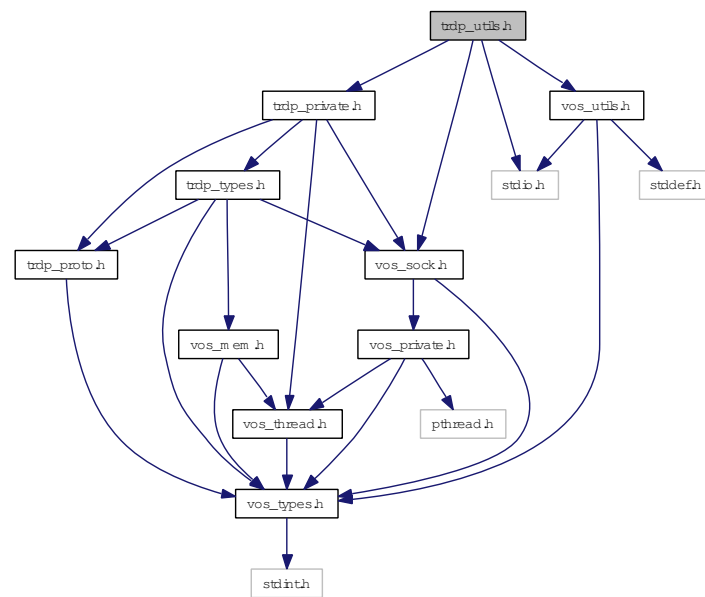 trdp_utils.h
trdp_private.h
vos_utils.h
trdp_types.h
stdio.h
stddef.h
trdp_proto.h
vos_sock.h
vos_mem.h
vos_private.h
vos_thread.h
pthread.h
vos_types.h
stdint.h